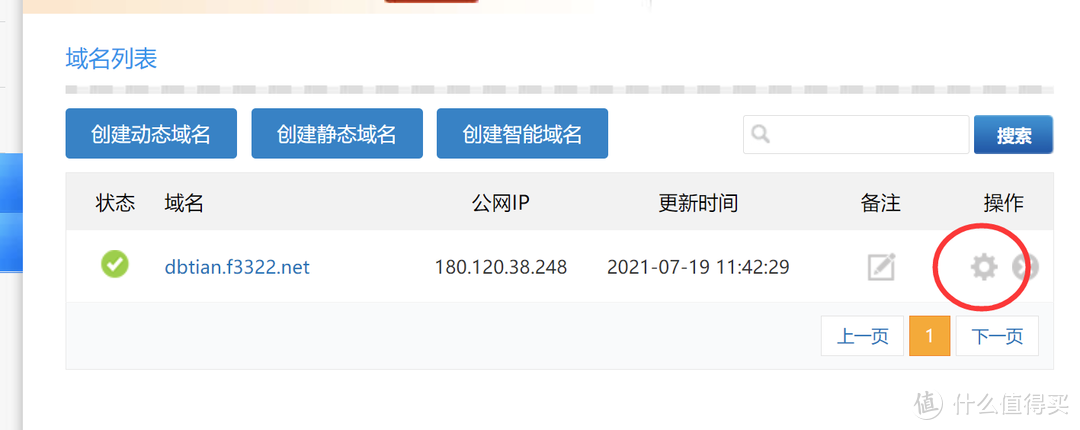 域名列表
创建动态域名 创建静态域名 创建智能域名 搜索
状态 域名 公网IP 更新时间 备注 操作
dbtian.f3322.net 180.120.38.248 2021-07-19 11:42:29
上一页 1 下一页
值 什么值得买